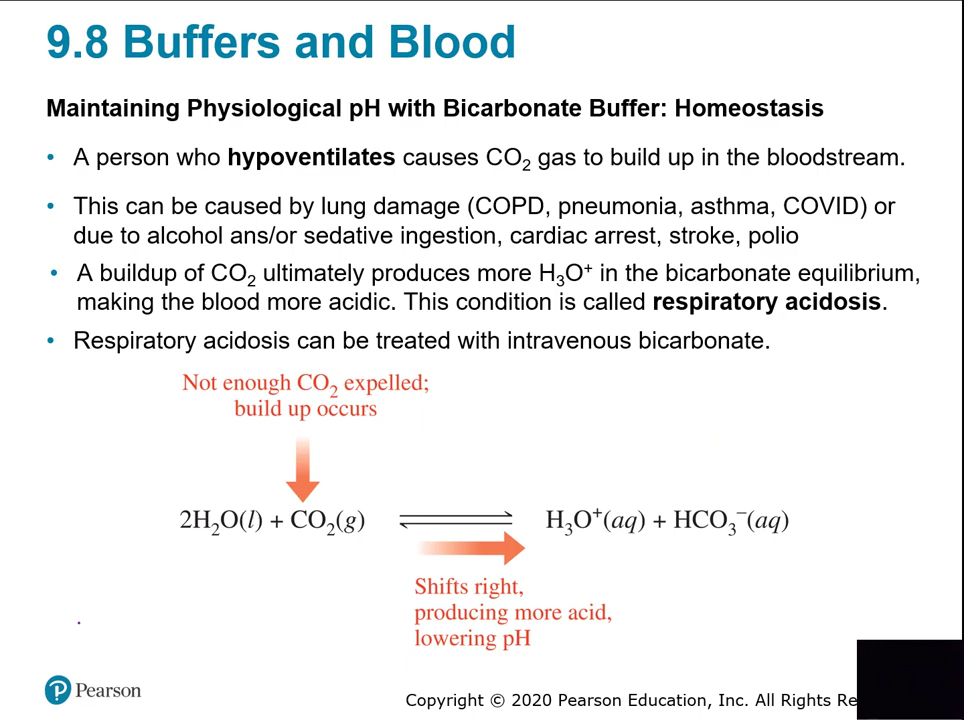 9.8 Buffers and Blood
Maintaining Physiological pH with Bicarbonate Buffer: Homeostasis
• A person who hypoventilates causes CO₂ gas to build up in the bloodstream.
• This can be caused by lung damage (COPD, pneumonia, asthma, COVID) or
due to alcohol ans/or sedative ingestion, cardiac arrest, stroke, polio
• A buildup of CO₂ ultimately produces more H₃O⁺ in the bicarbonate equilibrium,
making the blood more acidic. This condition is called respiratory acidosis.
• Respiratory acidosis can be treated with intravenous bicarbonate.
Not enough CO₂ expelled;
build up occurs
2H₂O(l) + CO₂(g) ⇌ H₃O⁺(aq) + HCO₃⁻(aq)
Shifts right,
producing more acid,
lowering pH
Pearson
Copyright © 2020 Pearson Education, Inc. All Rights